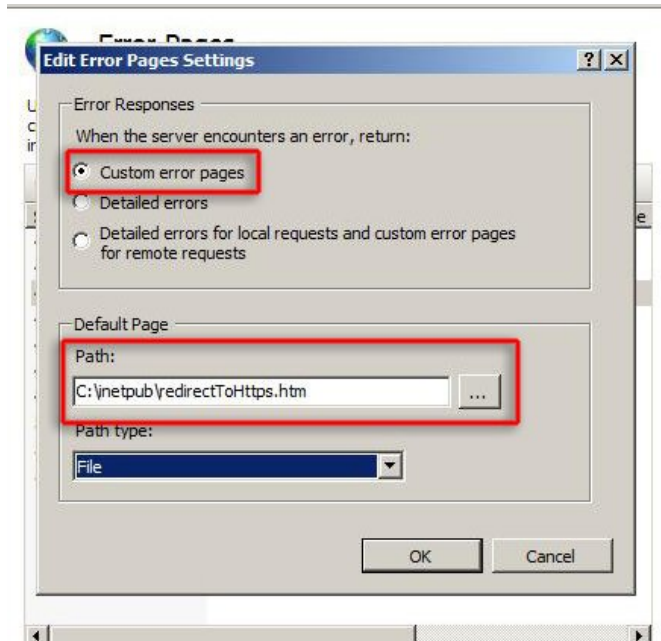 Error Pages
Edit Error Pages Settings
Error Responses
When the server encounters an error, return:
Custom error pages
Detailed errors
Detailed errors for local requests and custom error pages
for remote requests
Default Page
Path:
C:\inetpub\redirectToHttps.htm
...
Path type:
File
OK
Cancel